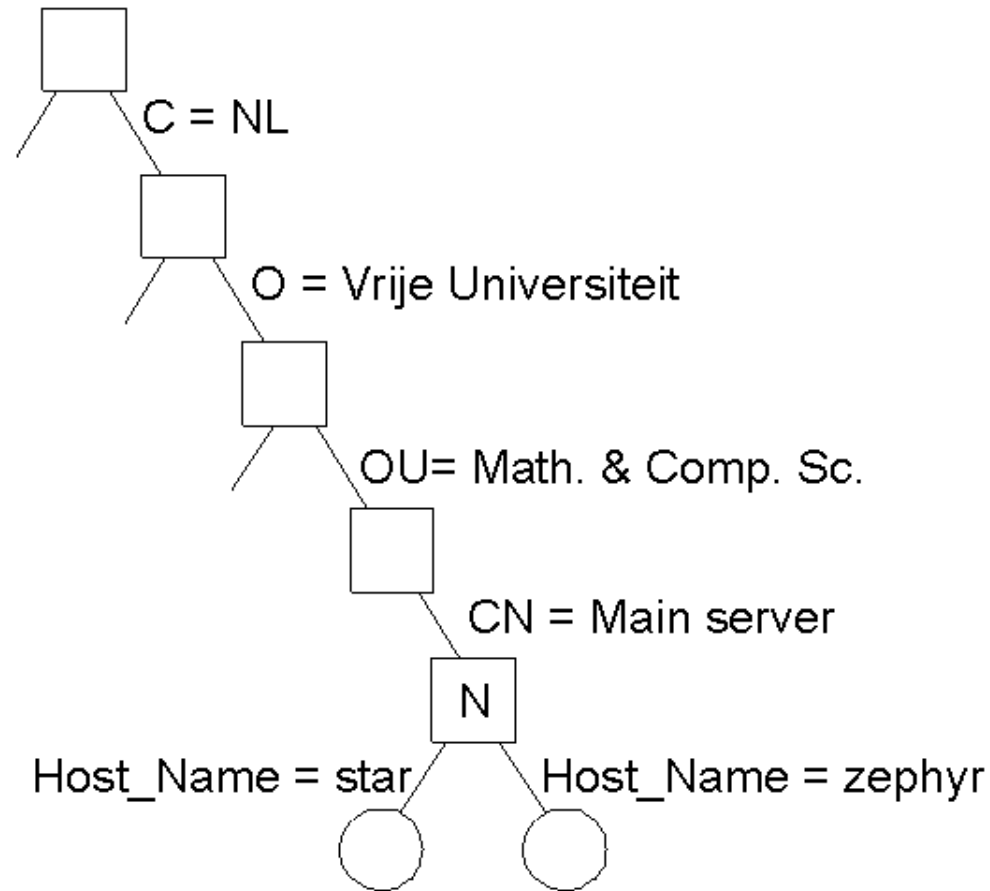 C = NL
O = Vrije Universiteit
OU= Math. & Comp. Sc.
CN = Main server
N
Host_Name = star
Host_Name = zephyr